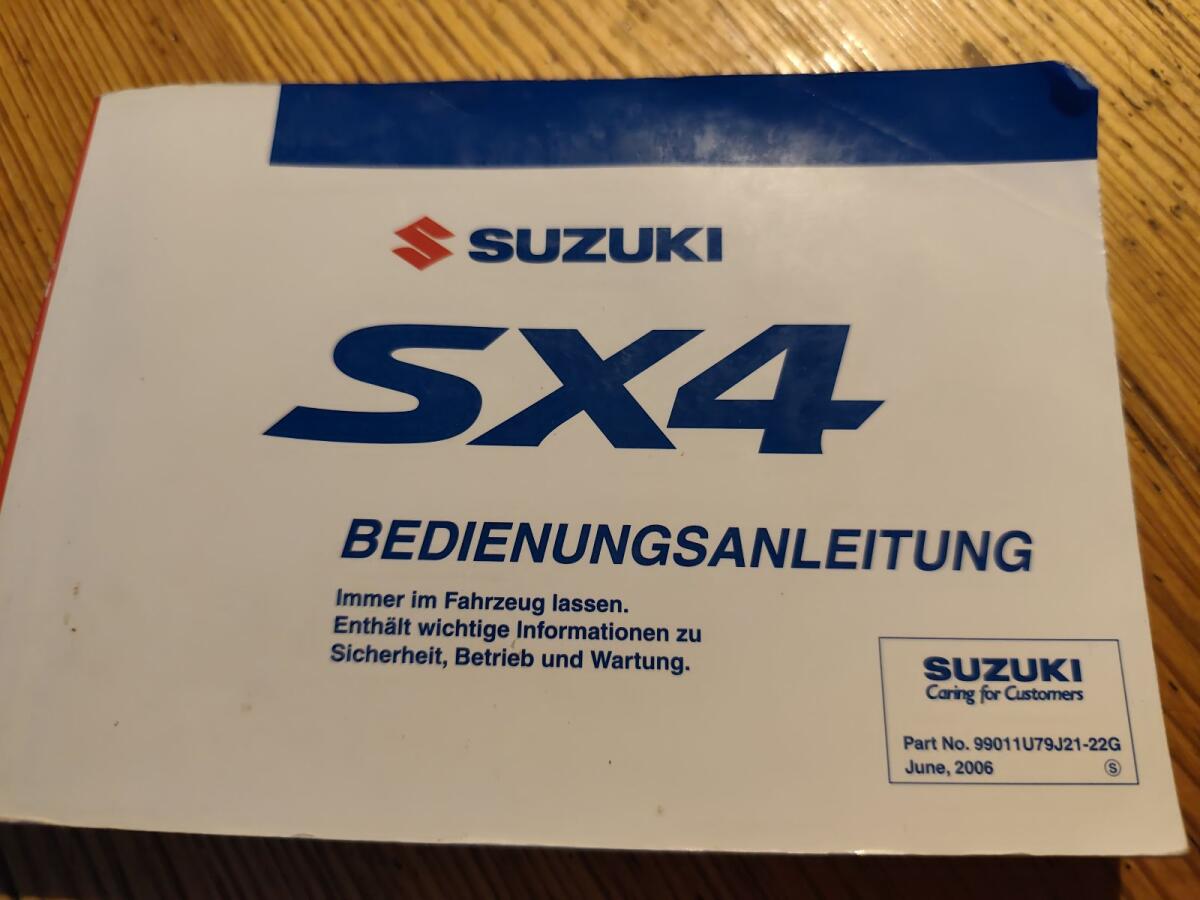 SUZUKI
SX4
BEDIENUNGSANLEITUNG
Immer im Fahrzeug lassen.
Enthält wichtige Informationen zu
Sicherheit, Betrieb und Wartung.
SUZUKI
Caring for Customers
Part No. 99011U79J21-22G
June, 2006 Ⓢ